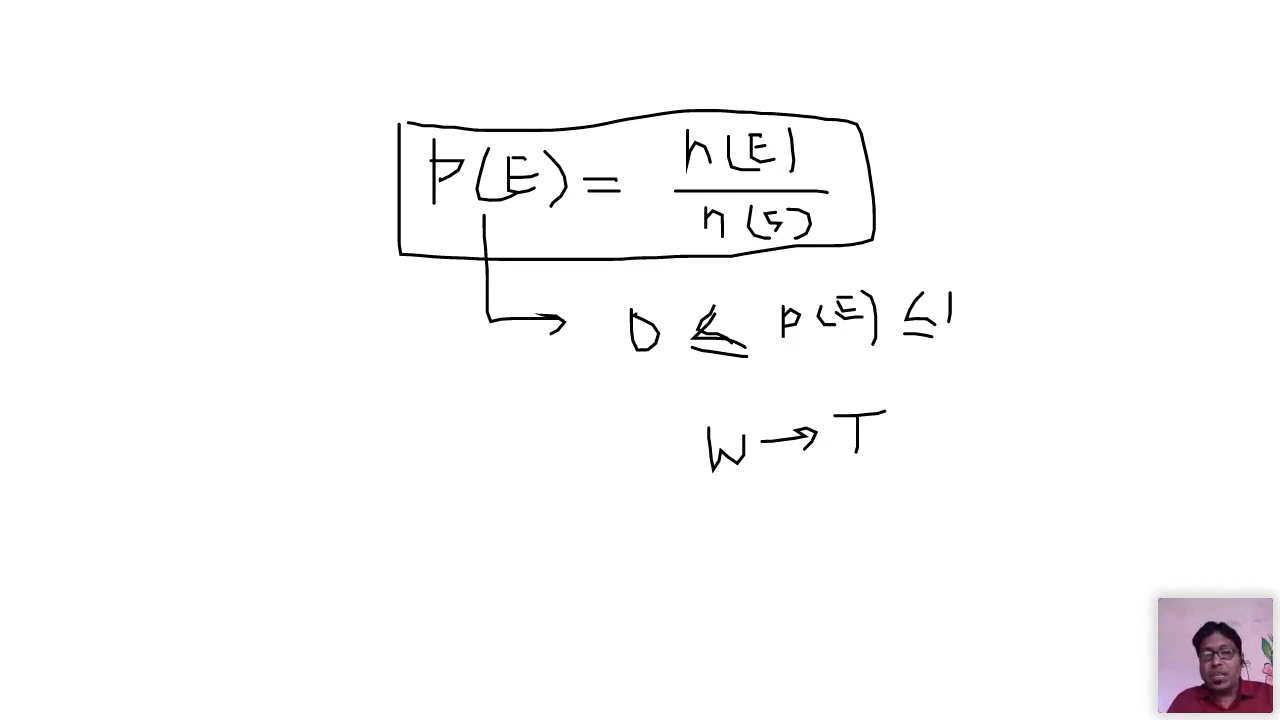 P(E) = n(E) / n(S)
0 ≤ P(E) ≤ 1
W → T